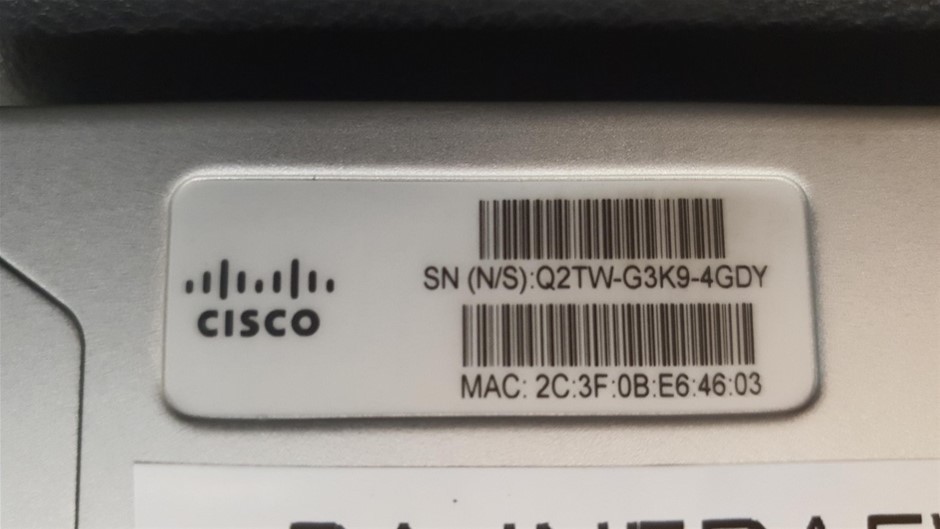 SN (N/S):Q2TW-G3K9-4GDY
CISCO
MAC: 2C:3F:0B:E6:46:03